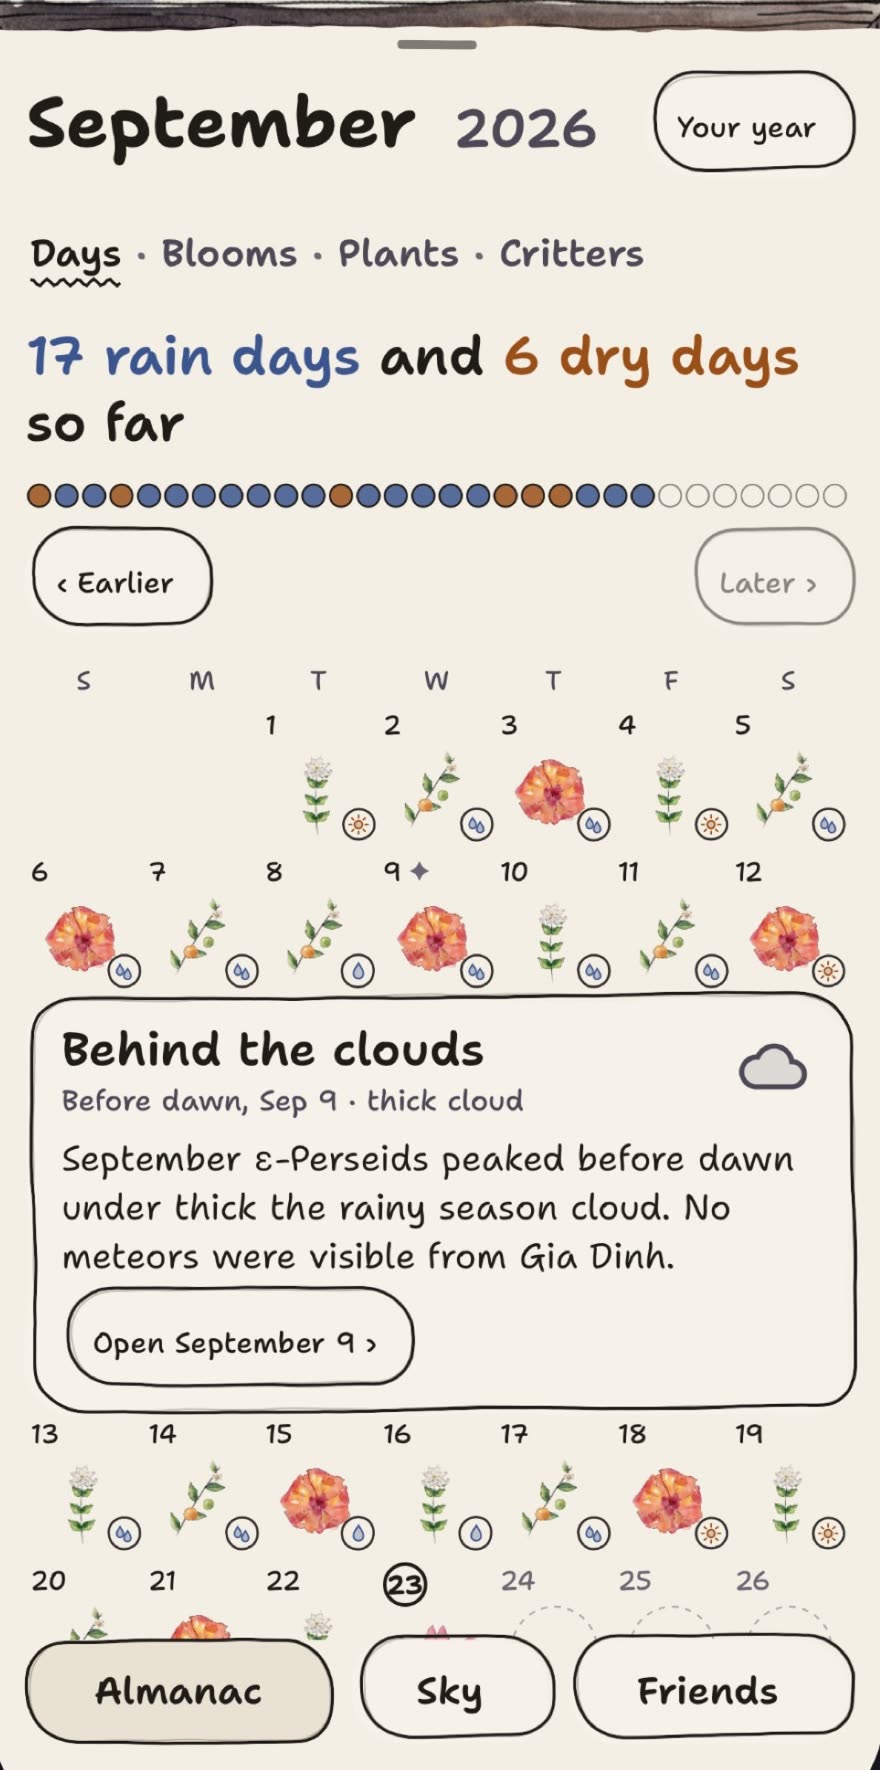 September 2026
Your year
Days · Blooms · Plants · Critters
17 rain days and 6 dry days
so far
‹ Earlier
Later ›
S M T W T F S
1 2 3 4 5
6 7 8 9 10 11 12
Behind the clouds
Before dawn, Sep 9 · thick cloud
September ε-Perseids peaked before dawn
under thick the rainy season cloud. No
meteors were visible from Gia Dinh.
Open September 9 ›
13 14 15 16 17 18 19
20 21 22 23 24 25 26
Almanac
Sky
Friends